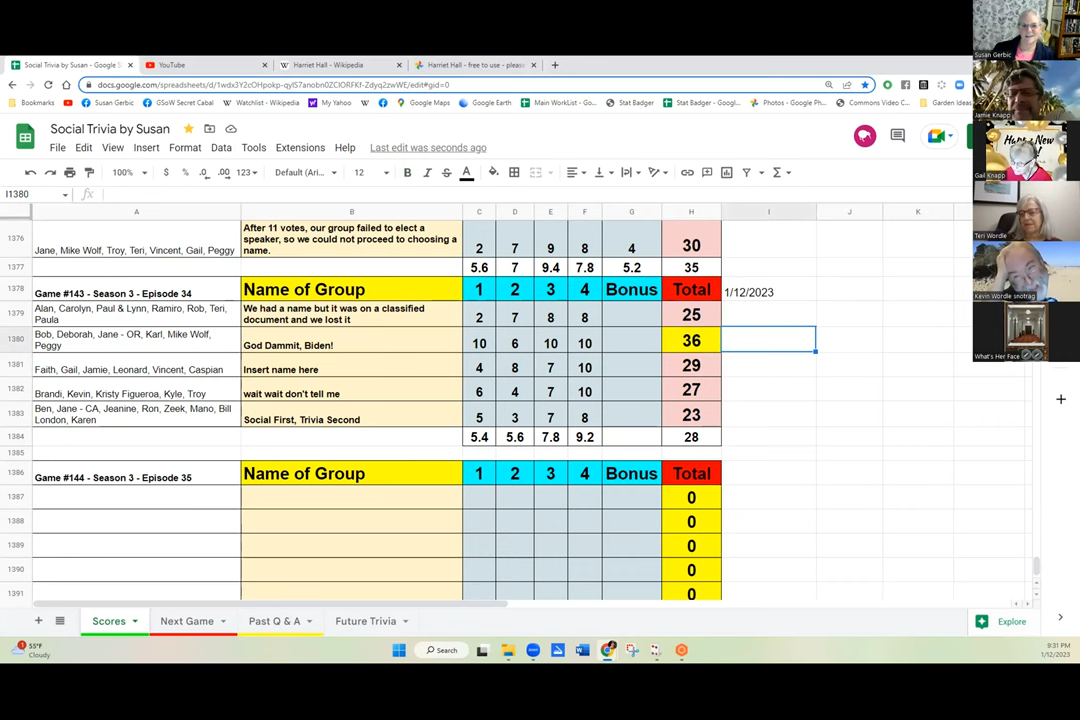 Social Trivia by Susan - Google S
YouTube
Harriet Hall - Wikipedia
Harriet Hall - free to use - please
docs.google.com/spreadsheets/d/1wdx3Y2cOHpokp-qyIS7anobn0ZClORFKf-Zdyq2zwWE/edit#gid=0
Bookmarks
Susan Gerbic
GSoW Secret Cabal
Watchlist - Wikipedia
My Yahoo
Google Maps
Google Earth
Main WorkList - Go...
Stat Badger
Stat Badger - Goog...
Photos - Google Ph...
Commons Video C...
Garden Ideas
Social Trivia by Susan
File Edit View Insert Format Data Tools Extensions Help Last edit was seconds ago
100% $ % .0 .00 123 Default (Ari... 12 B I S A
I1380 fx
A B C D E F G H I J K
1376 Jane, Mike Wolf, Troy, Teri, Vincent, Gail, Peggy
After 11 votes, our group failed to elect a
speaker, so we could not proceed to choosing a
name.
2 7 9 8 4 30
1377 5.6 7 9.4 7.8 5.2 35
1378 Game #143 - Season 3 - Episode 34 Name of Group 1 2 3 4 Bonus Total 1/12/2023
1379 Alan, Carolyn, Paul & Lynn, Ramiro, Rob, Teri,
Paula
We had a name but it was on a classified
document and we lost it
2 7 8 8 25
1380 Bob, Deborah, Jane - OR, Karl, Mike Wolf,
Peggy
God Dammit, Biden! 10 6 10 10 36
1381 Faith, Gail, Jamie, Leonard, Vincent, Caspian Insert name here 4 8 7 10 29
1382 Brandi, Kevin, Kristy Figueroa, Kyle, Troy wait wait don't tell me 6 4 7 10 27
1383 Ben, Jane - CA, Jeanine, Ron, Zeek, Mano, Bill
London, Karen
Social First, Trivia Second 5 3 7 8 23
1384 5.4 5.6 7.8 9.2 28
1385
1386 Game #144 - Season 3 - Episode 35 Name of Group 1 2 3 4 Bonus Total
1387 0
1388 0
1389 0
1390 0
1391 0
Scores Next Game Past Q & A Future Trivia Explore
55°F
Cloudy
Search
9:31 PM
1/12/2023
Susan Gerbic
Jamie Knapp
Gail Knapp
Teri Wordle
Kevin Wordle snotrag
What's Her Face